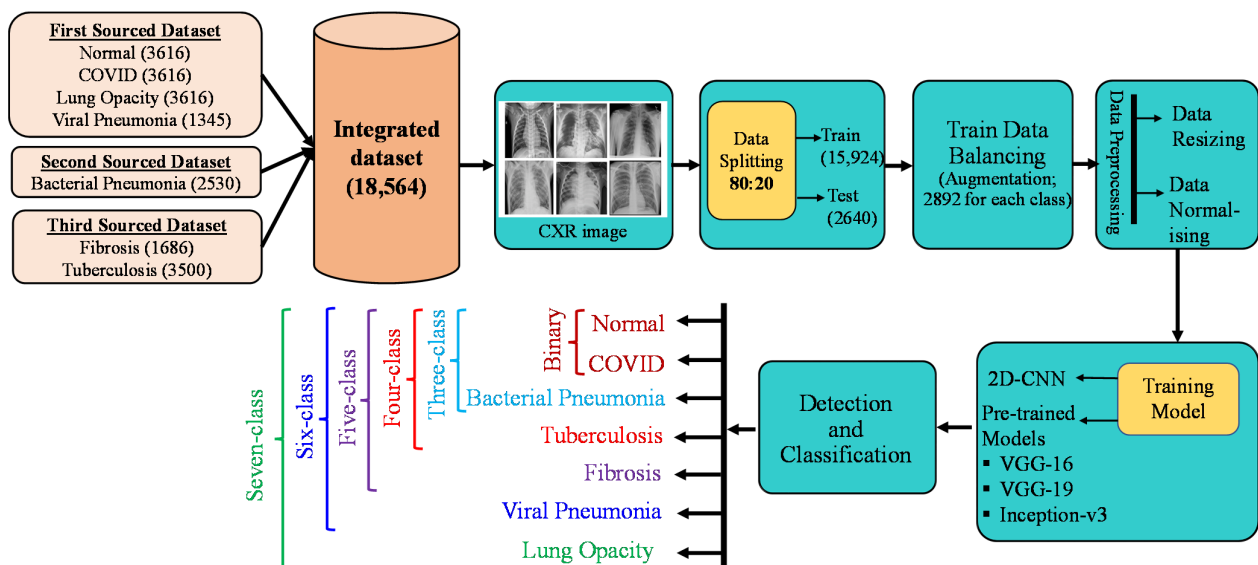 First Sourced Dataset
Normal (3616)
COVID (3616)
Lung Opacity (3616)
Viral Pneumonia (1345)
Second Sourced Dataset
Bacterial Pneumonia (2530)
Third Sourced Dataset
Fibrosis (1686)
Tuberculosis (3500)
Integrated
dataset
(18,564)
CXR image
Data
Splitting
80:20
Train
(15,924)
Test
(2640)
Train Data
Balancing
(Augmentation;
2892 for each class)
Data Preprocessing
Data
Resizing
Data
Normal-
ising
Training
Model
2D-CNN
Pre-trained
Models
▪ VGG-16
▪ VGG-19
▪ Inception-v3
Detection
and
Classification
Normal
COVID
Bacterial Pneumonia
Tuberculosis
Fibrosis
Viral Pneumonia
Lung Opacity
Binary
Three-class
Four-class
Five-class
Six-class
Seven-class